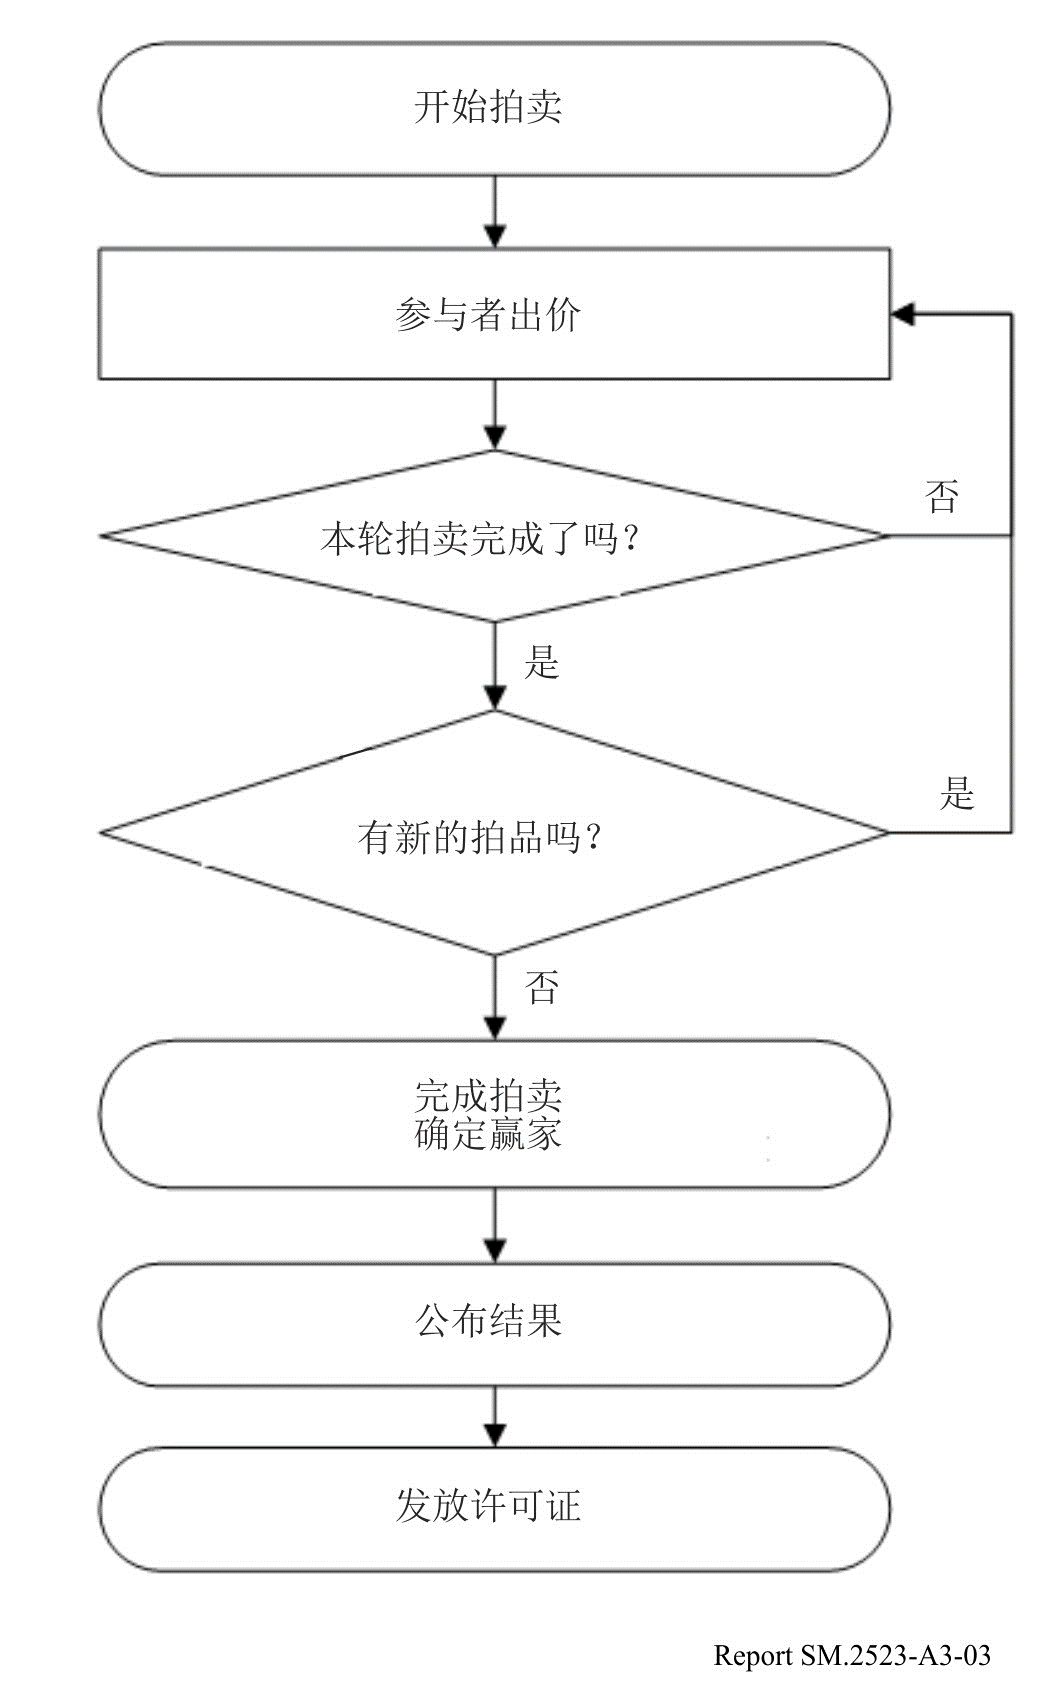 开始拍卖
参与者出价
否
本轮拍卖完成了吗？
是
是
有新的拍品吗？
否
完成拍卖
确定赢家
公布结果
发放许可证
Report SM.2523-A3-03